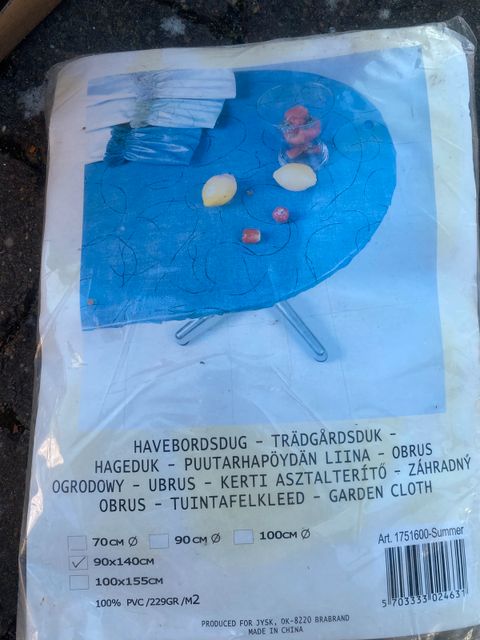 HAVEBORDSDUG - TRÄDGÅRDSDUK -
HAGEDUK - PUUTARHAPÖYDÄN LIINA - OBRUS
OGRODOWY - UBRUS - KERTI ASZTALTERÍTŐ - ZÁHRADNÝ
OBRUS - TUINTAFELKLEED - GARDEN CLOTH
70CM Ø 90CM Ø 100CM Ø
90x140CM
100x155CM
100% PVC /229GR /M2
Art. 1751600-Summer
5 703333 024631
PRODUCED FOR JYSK, DK-8220 BRABRAND
MADE IN CHINA